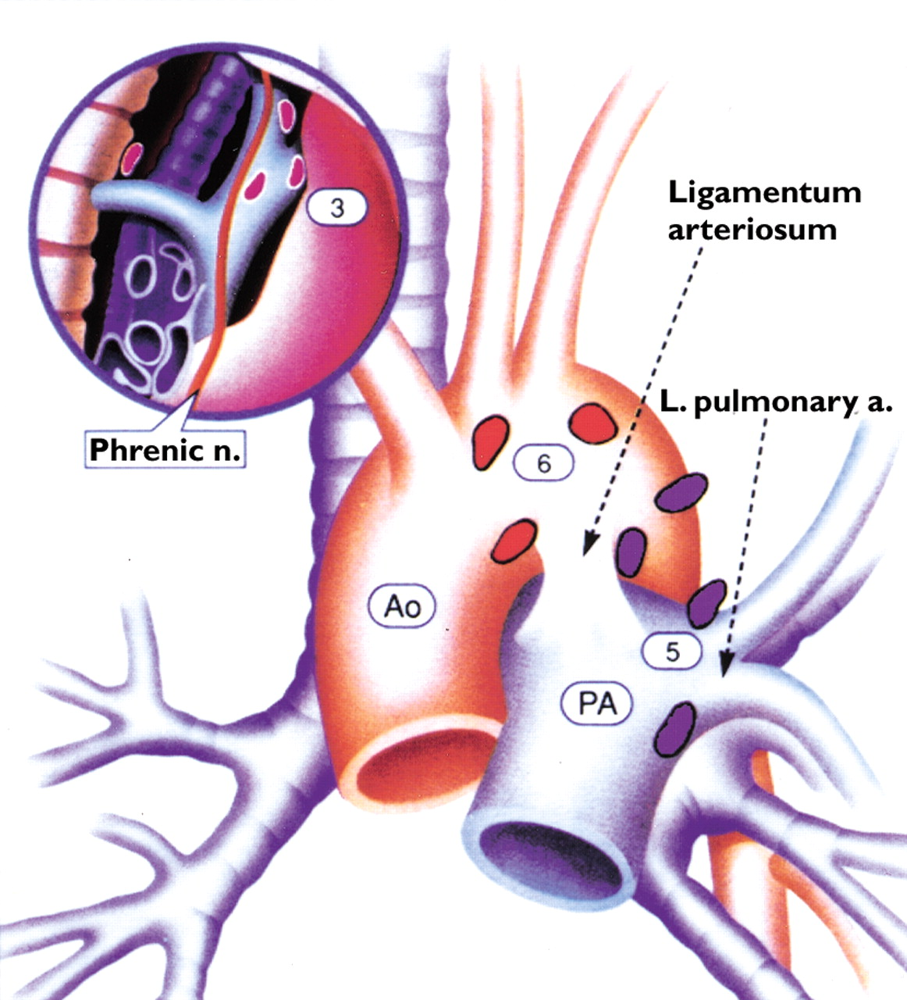 3
Ligamentum
arteriosum
L. pulmonary a.
Phrenic n.
6
Ao
5
PA